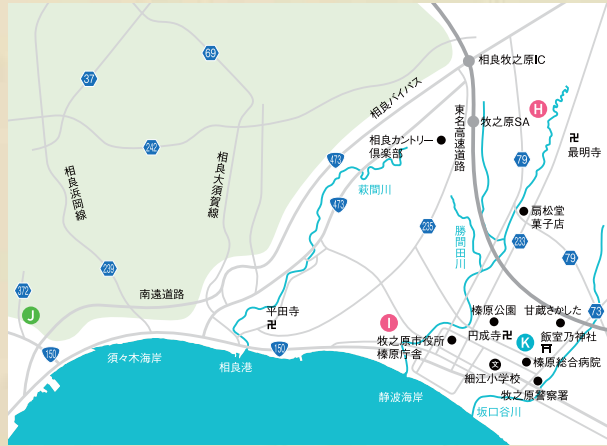 69
37
相良牧之原IC
相良バイパス
東名高速道路
牧之原SA
H
242
相良カントリー
倶楽部
79
最明寺
473
相良浜岡線
相良大須賀線
萩間川
473
扇松堂
菓子店
235
勝間田川
233
79
239
372
南遠道路
J
平田寺
I
榛原公園
甘蔵さかした
73
牧之原市役所
榛原庁舎
円成寺
K
飯室乃神社
150
須々木海岸
相良港
150
文
榛原総合病院
細江小学校
静波海岸
牧之原警察署
坂口谷川